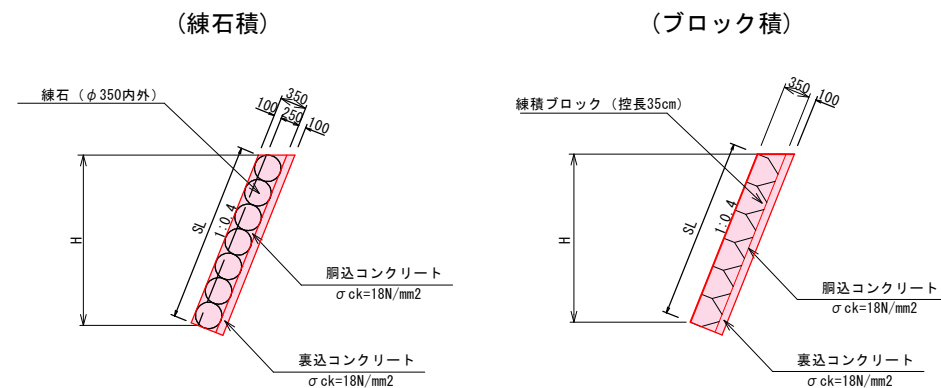 (練石積)
練石（φ350内外）
100
350
250
100
H
SL
1:0.4
胴込コンクリート
σck=18N/mm2
裏込コンクリート
σck=18N/mm2
(ブロック積)
練積ブロック（控長35cm）
350
100
H
SL
1:0.4
胴込コンクリート
σck=18N/mm2
裏込コンクリート
σck=18N/mm2